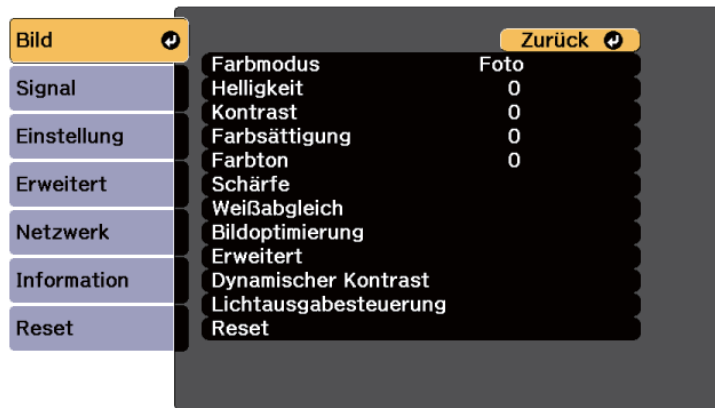 Bild
Signal
Einstellung
Erweitert
Netzwerk
Information
Reset
Zurück
Farbmodus Foto
Helligkeit 0
Kontrast 0
Farbsättigung 0
Farbton 0
Schärfe
Weißabgleich
Bildoptimierung
Erweitert
Dynamischer Kontrast
Lichtausgabesteuerung
Reset